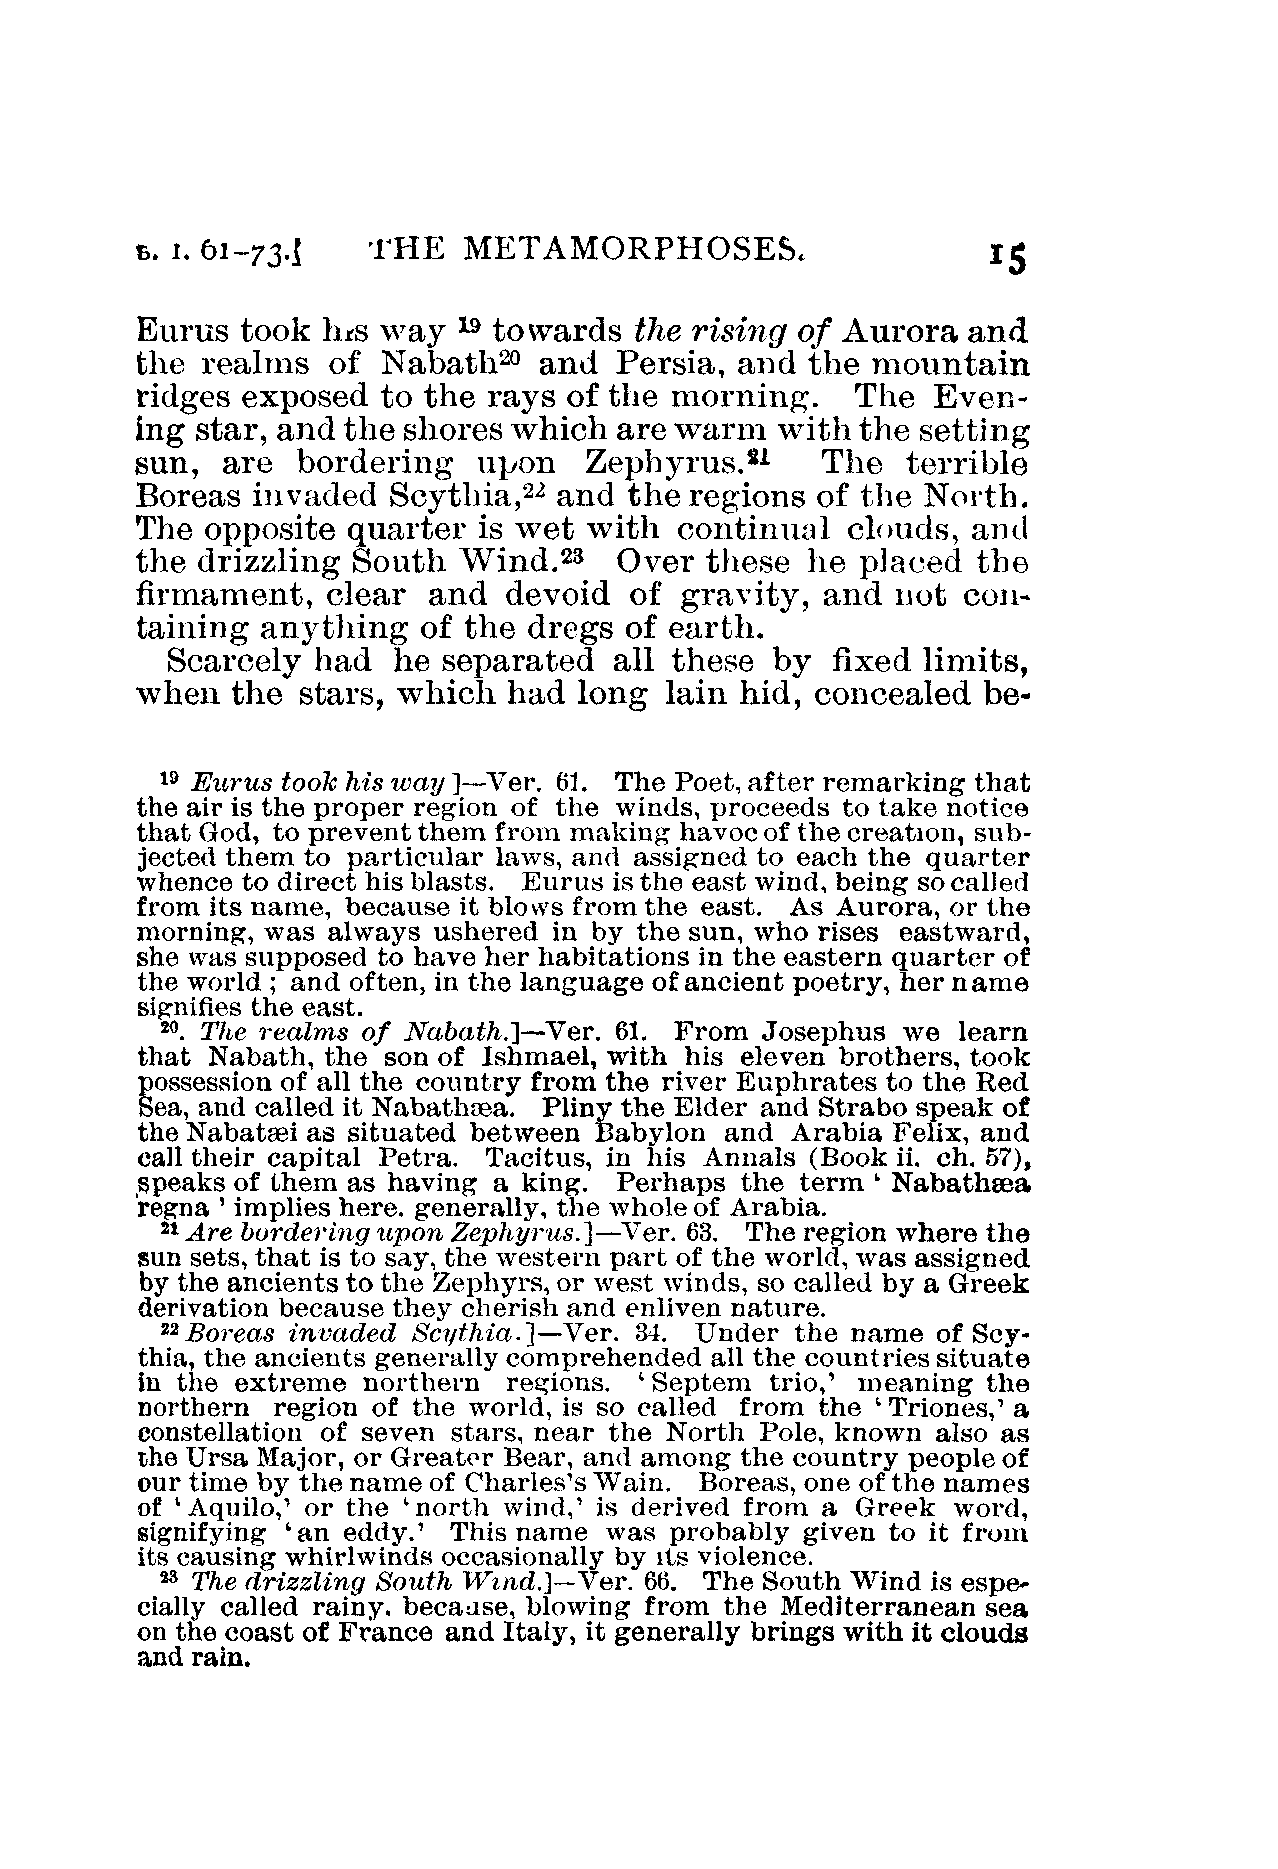 B. I. 61-73.] THE METAMORPHOSES. 15
Eurus took his way 19 towards the rising of Aurora and
the realms of Nabath20 and Persia, and the mountain
ridges exposed to the rays of the morning. The Even-
ing star, and the shores which are warm with the setting
sun, are bordering upon Zephyrus.21 The terrible
Boreas invaded Scythia,22 and the regions of the North.
The opposite quarter is wet with continual clouds, and
the drizzling South Wind.23 Over these he placed the
firmament, clear and devoid of gravity, and not con-
taining anything of the dregs of earth.
Scarcely had he separated all these by fixed limits,
when the stars, which had long lain hid, concealed be-
19 Eurus took his way ]—Ver. 61. The Poet, after remarking that
the air is the proper region of the winds, proceeds to take notice
that God, to prevent them from making havoc of the creation, sub-
jected them to particular laws, and assigned to each the quarter
whence to direct his blasts. Eurus is the east wind, being so called
from its name, because it blows from the east. As Aurora, or the
morning, was always ushered in by the sun, who rises eastward,
she was supposed to have her habitations in the eastern quarter of
the world ; and often, in the language of ancient poetry, her name
signifies the east.
20. The realms of Nabath.]—Ver. 61. From Josephus we learn
that Nabath, the son of Ishmael, with his eleven brothers, took
possession of all the country from the river Euphrates to the Red
Sea, and called it Nabathæa. Pliny the Elder and Strabo speak of
the Nabatæi as situated between Babylon and Arabia Felix, and
call their capital Petra. Tacitus, in his Annals (Book ii. ch. 57),
speaks of them as having a king. Perhaps the term ‘ Nabathæa
regna ’ implies here. generally, the whole of Arabia.
21 Are bordering upon Zephyrus.]—Ver. 63. The region where the
sun sets, that is to say, the western part of the world, was assigned
by the ancients to the Zephyrs, or west winds, so called by a Greek
derivation because they cherish and enliven nature.
22 Boreas invaded Scythia.]—Ver. 34. Under the name of Scy-
thia, the ancients generally comprehended all the countries situate
in the extreme northern regions. ‘Septem trio,’ meaning the
northern region of the world, is so called from the ‘Triones,’ a
constellation of seven stars, near the North Pole, known also as
the Ursa Major, or Greater Bear, and among the country people of
our time by the name of Charles’s Wain. Boreas, one of the names
of ‘Aquilo,’ or the ‘north wind,’ is derived from a Greek word,
signifying ‘an eddy.’ This name was probably given to it from
its causing whirlwinds occasionally by its violence.
23 The drizzling South Wind.]—Ver. 66. The South Wind is espe-
cially called rainy. because, blowing from the Mediterranean sea
on the coast of France and Italy, it generally brings with it clouds
and rain.